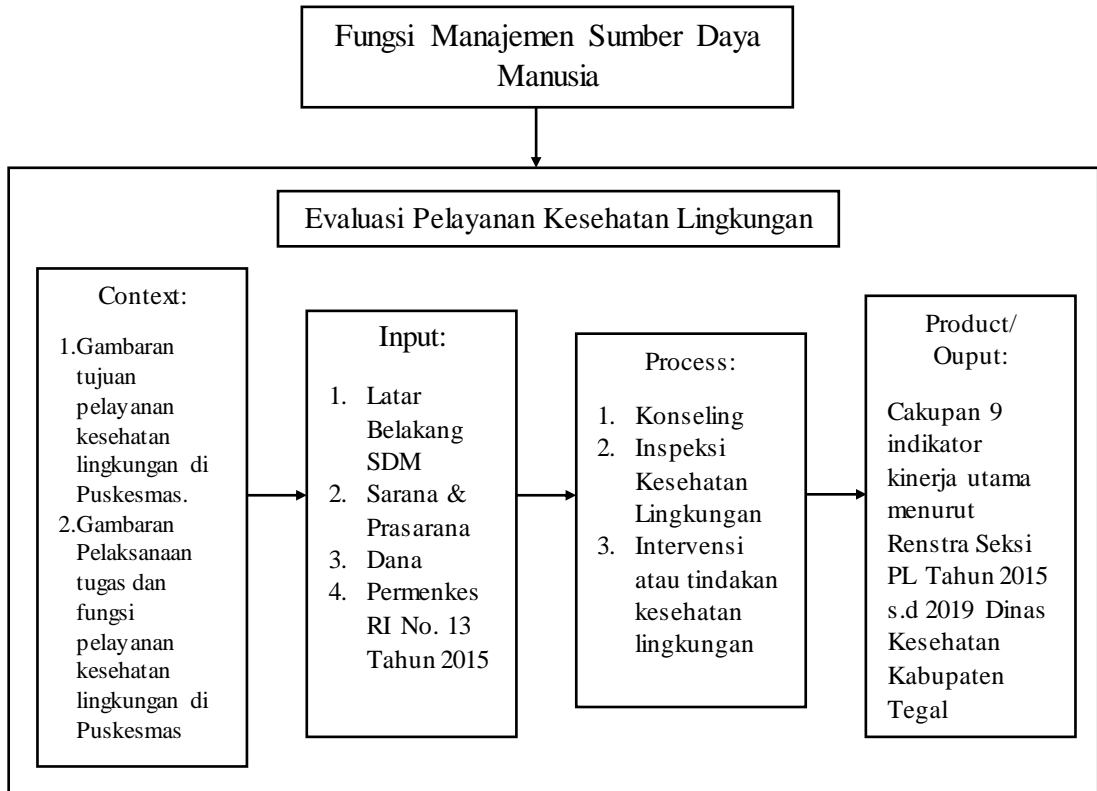 Fungsi Manajemen Sumber Daya
Manusia
Evaluasi Pelayanan Kesehatan Lingkungan
Context:
1.Gambaran
tujuan
pelayanan
kesehatan
lingkungan di
Puskesmas.
2.Gambaran
Pelaksanaan
tugas dan
fungsi
pelayanan
kesehatan
lingkungan di
Puskesmas
Input:
1. Latar
Belakang
SDM
2. Sarana &
Prasarana
3. Dana
4. Permenkes
RI No. 13
Tahun 2015
Process:
1. Konseling
2. Inspeksi
Kesehatan
Lingkungan
3. Intervensi
atau tindakan
kesehatan
lingkungan
Product/
Ouput:
Cakupan 9
indikator
kinerja utama
menurut
Renstra Seksi
PL Tahun 2015
s.d 2019 Dinas
Kesehatan
Kabupaten
Tegal